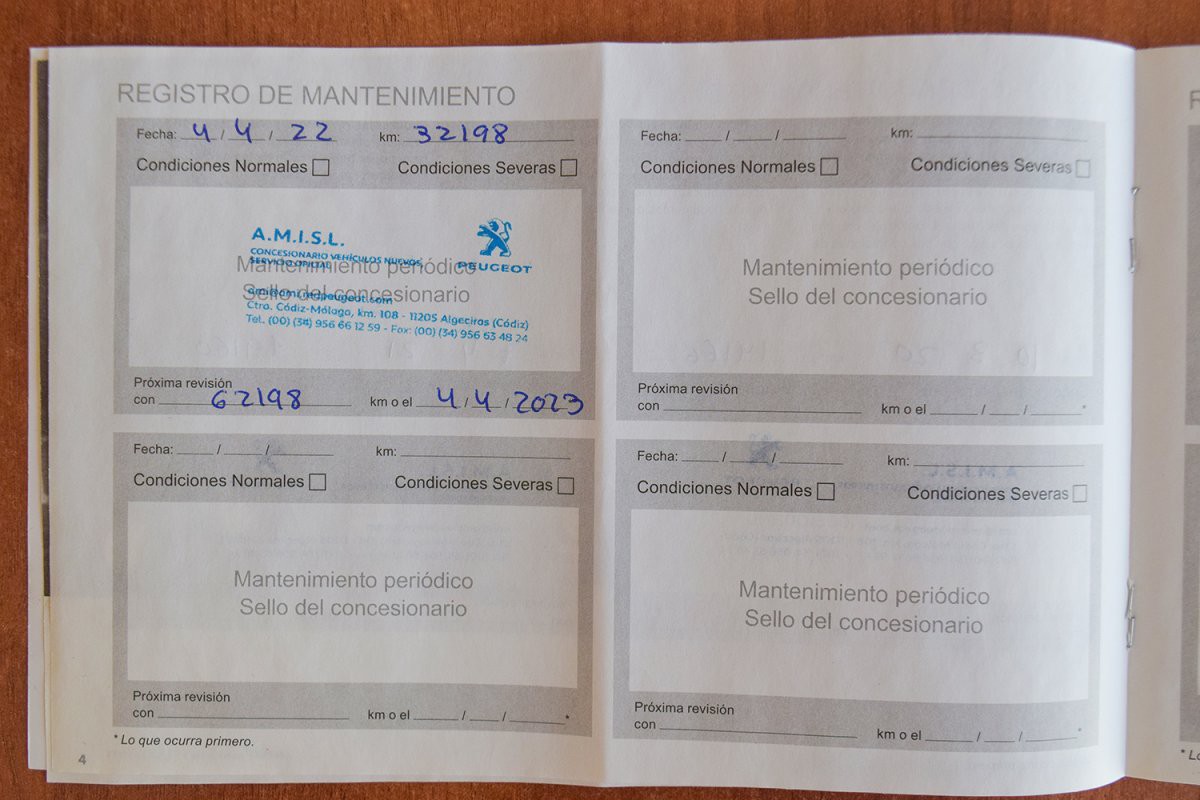 REGISTRO DE MANTENIMIENTO
Fecha: 4 / 4 / 22 km: 32198
Condiciones Normales Condiciones Severas
A.M.I.S.L.
CONCESIONARIO VEHÍCULOS NUEVOS
SERVICIO OFICIAL
PEUGEOT
Mantenimiento periódico
Sello del concesionario
Ctra. Cádiz-Málaga, km. 108 - 11205 Algeciras (Cádiz)
Tel. (00) (34) 956 66 12 59 - Fax: (00) (34) 956 63 48 24
Próxima revisión
con 62198 km o el 4 / 4 / 2023
Fecha: / / km:
Condiciones Normales Condiciones Severas
Mantenimiento periódico
Sello del concesionario
Próxima revisión
con km o el / / *
Fecha: / / km:
Condiciones Normales Condiciones Severas
Mantenimiento periódico
Sello del concesionario
Próxima revisión
con km o el / / *
* Lo que ocurra primero.
4
Fecha: / / km:
Condiciones Normales Condiciones Severas
Mantenimiento periódico
Sello del concesionario
Próxima revisión
con km o el / / *